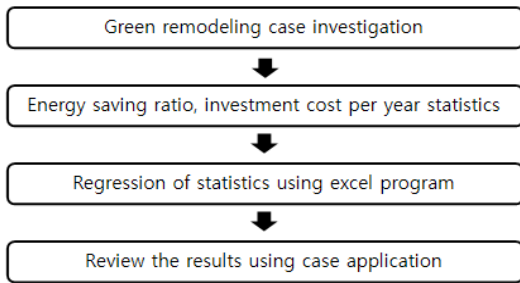 Green remodeling case investigation
Energy saving ratio, investment cost per year statistics
Regression of statistics using excel program
Review the results using case application